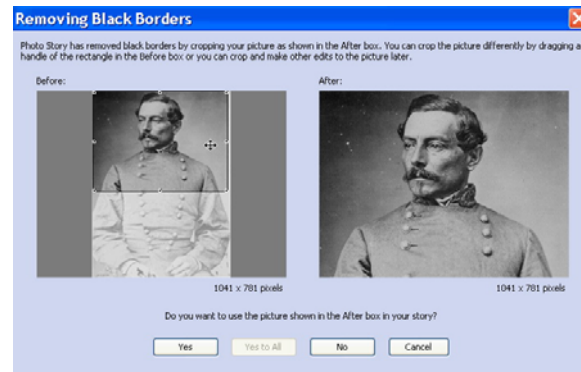 Removing Black Borders
Photo Story has removed black borders by cropping your picture as shown in the After box. You can crop the picture differently by dragging a
handle of the rectangle in the Before box or you can crop and make other edits to the picture later.
Before:
After:
1041 x 781 pixels
1041 x 781 pixels
Do you want to use the picture shown in the After box in your story?
Yes
Yes to All
No
Cancel